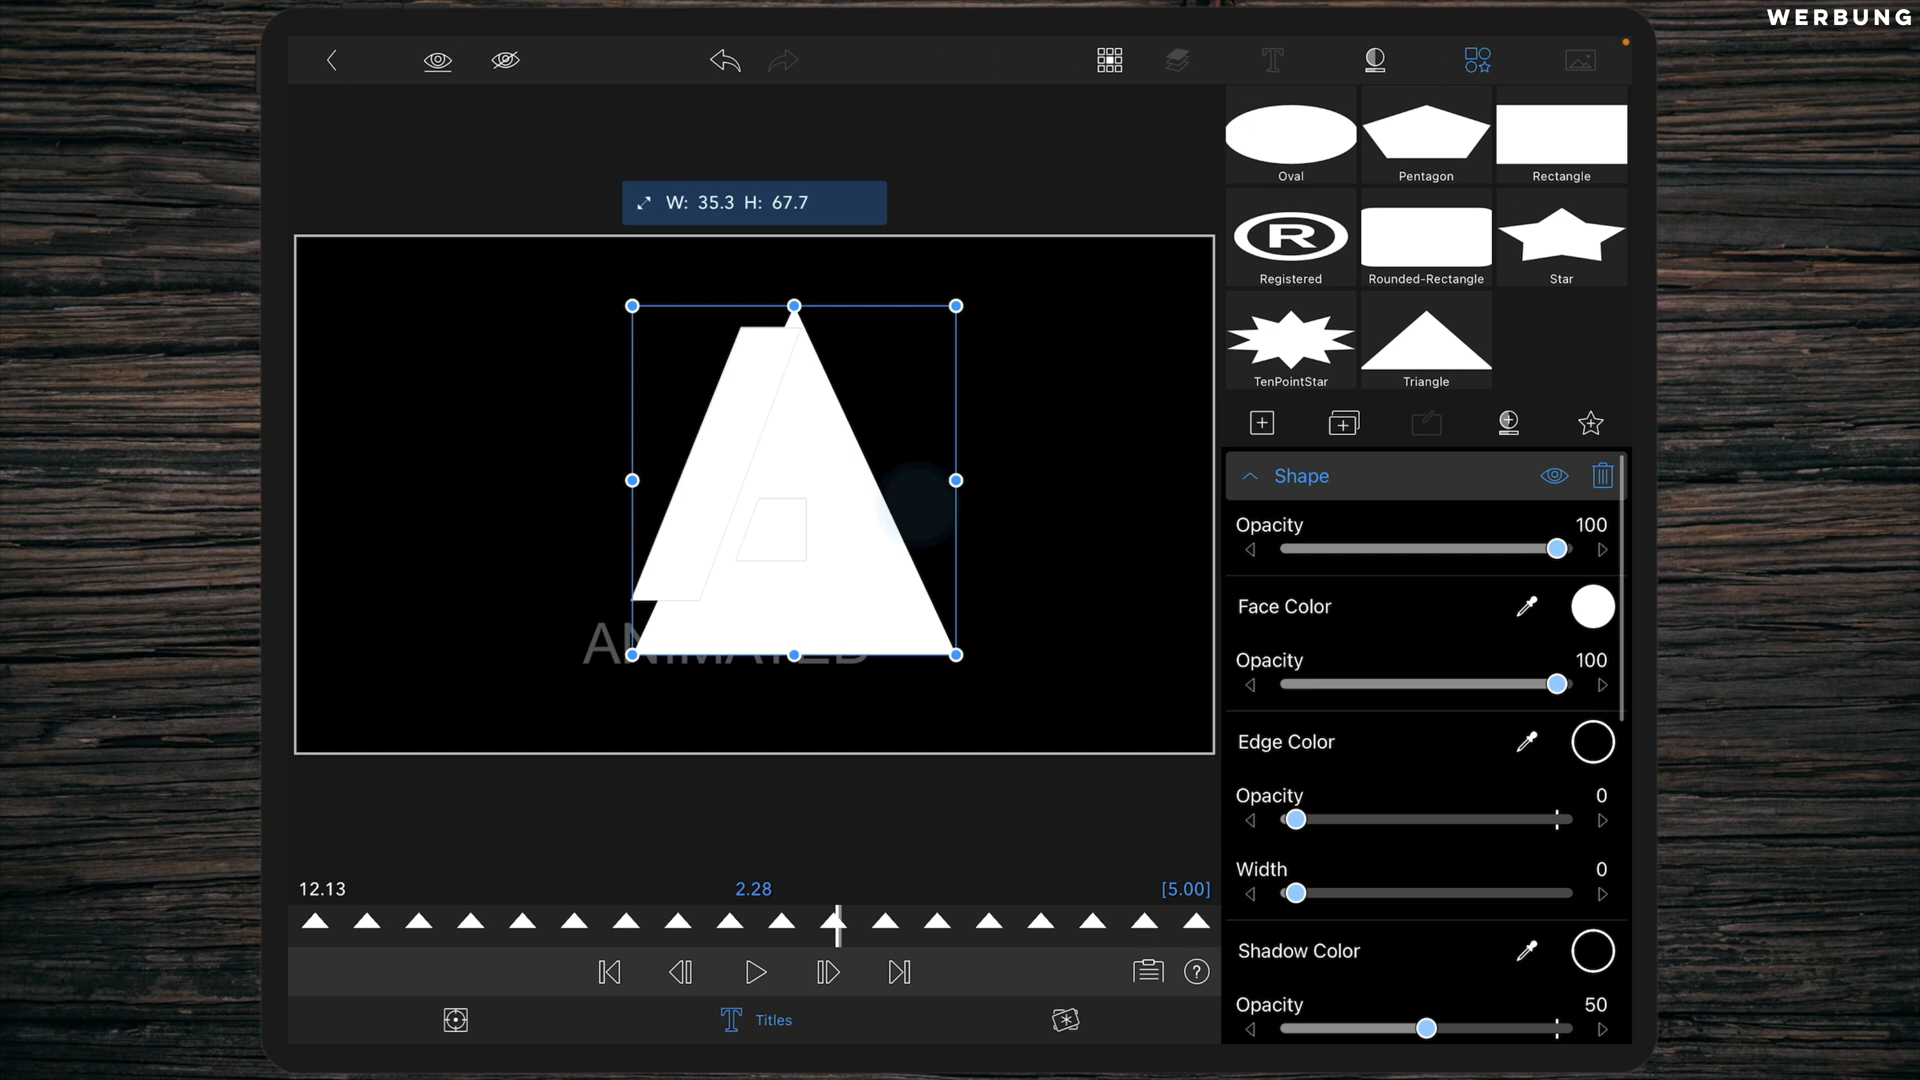 WERBUNG
W: 35.3 H: 67.7
Oval
Pentagon
Rectangle
R
Registered
Rounded-Rectangle
Star
TenPointStar
Triangle
Shape
Opacity 100
Face Color
Opacity 100
Edge Color
Opacity 0
Width 0
Shadow Color
Opacity 50
ANIMATED
12.13
2.28
[5.00]
?
T Titles